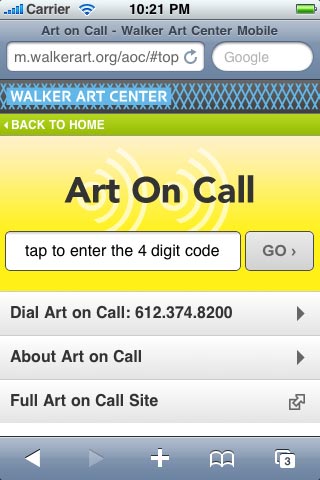 Carrier 10:21 PM
Art on Call - Walker Art Center Mobile
m.walkerart.org/aoc/#top Google
WALKER ART CENTER
BACK TO HOME
Art On Call
tap to enter the 4 digit code GO ›
Dial Art on Call: 612.374.8200
About Art on Call
Full Art on Call Site
3